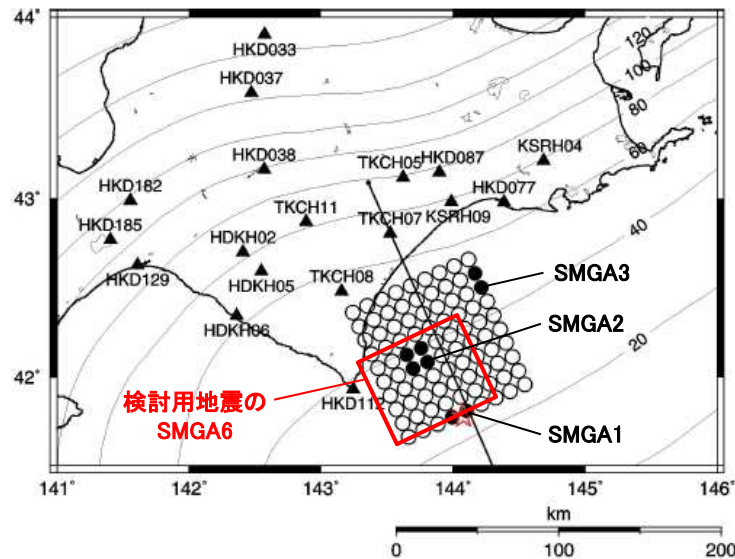 44°
43°
42°
141°
142°
143°
144°
145°
146°
HKD033
HKD037
HKD038
TKCH05
HKD087
KSRH04
HKD182
HKD077
HKD185
TKCH11
TKCH07
KSRH09
HDKH02
HKD129
HDKH05
TKCH08
HDKH06
HKD112
120
100
80
60
40
20
SMGA3
SMGA2
SMGA1
検討用地震の
SMGA6
km
0
100
200